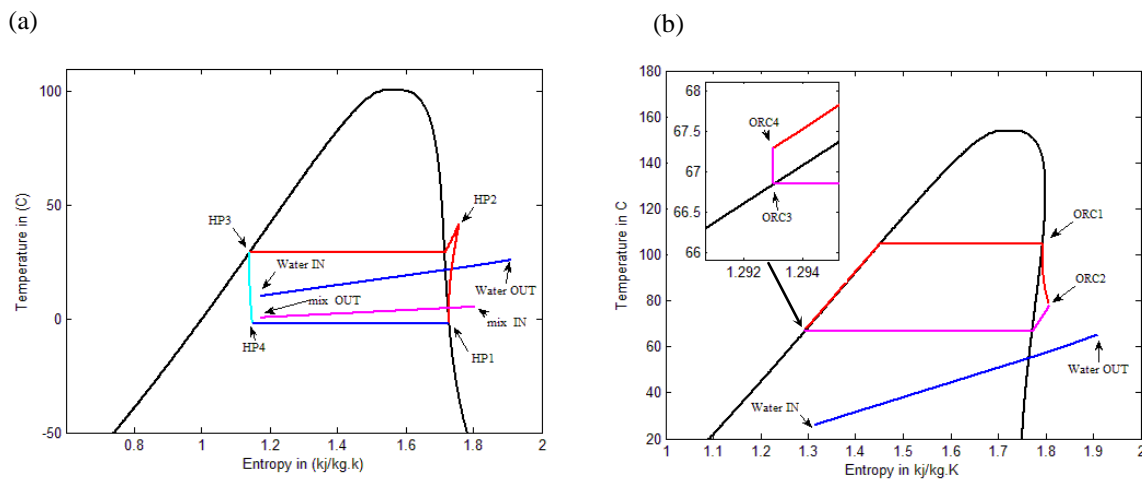 (a)
(b)
100
50
0
-50
0.8
1
1.2
1.4
1.6
1.8
2
Temperature in (C)
Entropy in (kj/kg.k)
HP3
HP2
Water IN
mix OUT
Water OUT
mix IN
HP4
HP1
180
160
140
120
100
80
60
40
20
1
1.1
1.2
1.3
1.4
1.5
1.6
1.7
1.8
1.9
2
Temperature in C
Entropy in kj/kg.K
68
67.5
67
66.5
66
1.292
1.294
ORC4
ORC3
ORC1
ORC2
Water IN
Water OUT